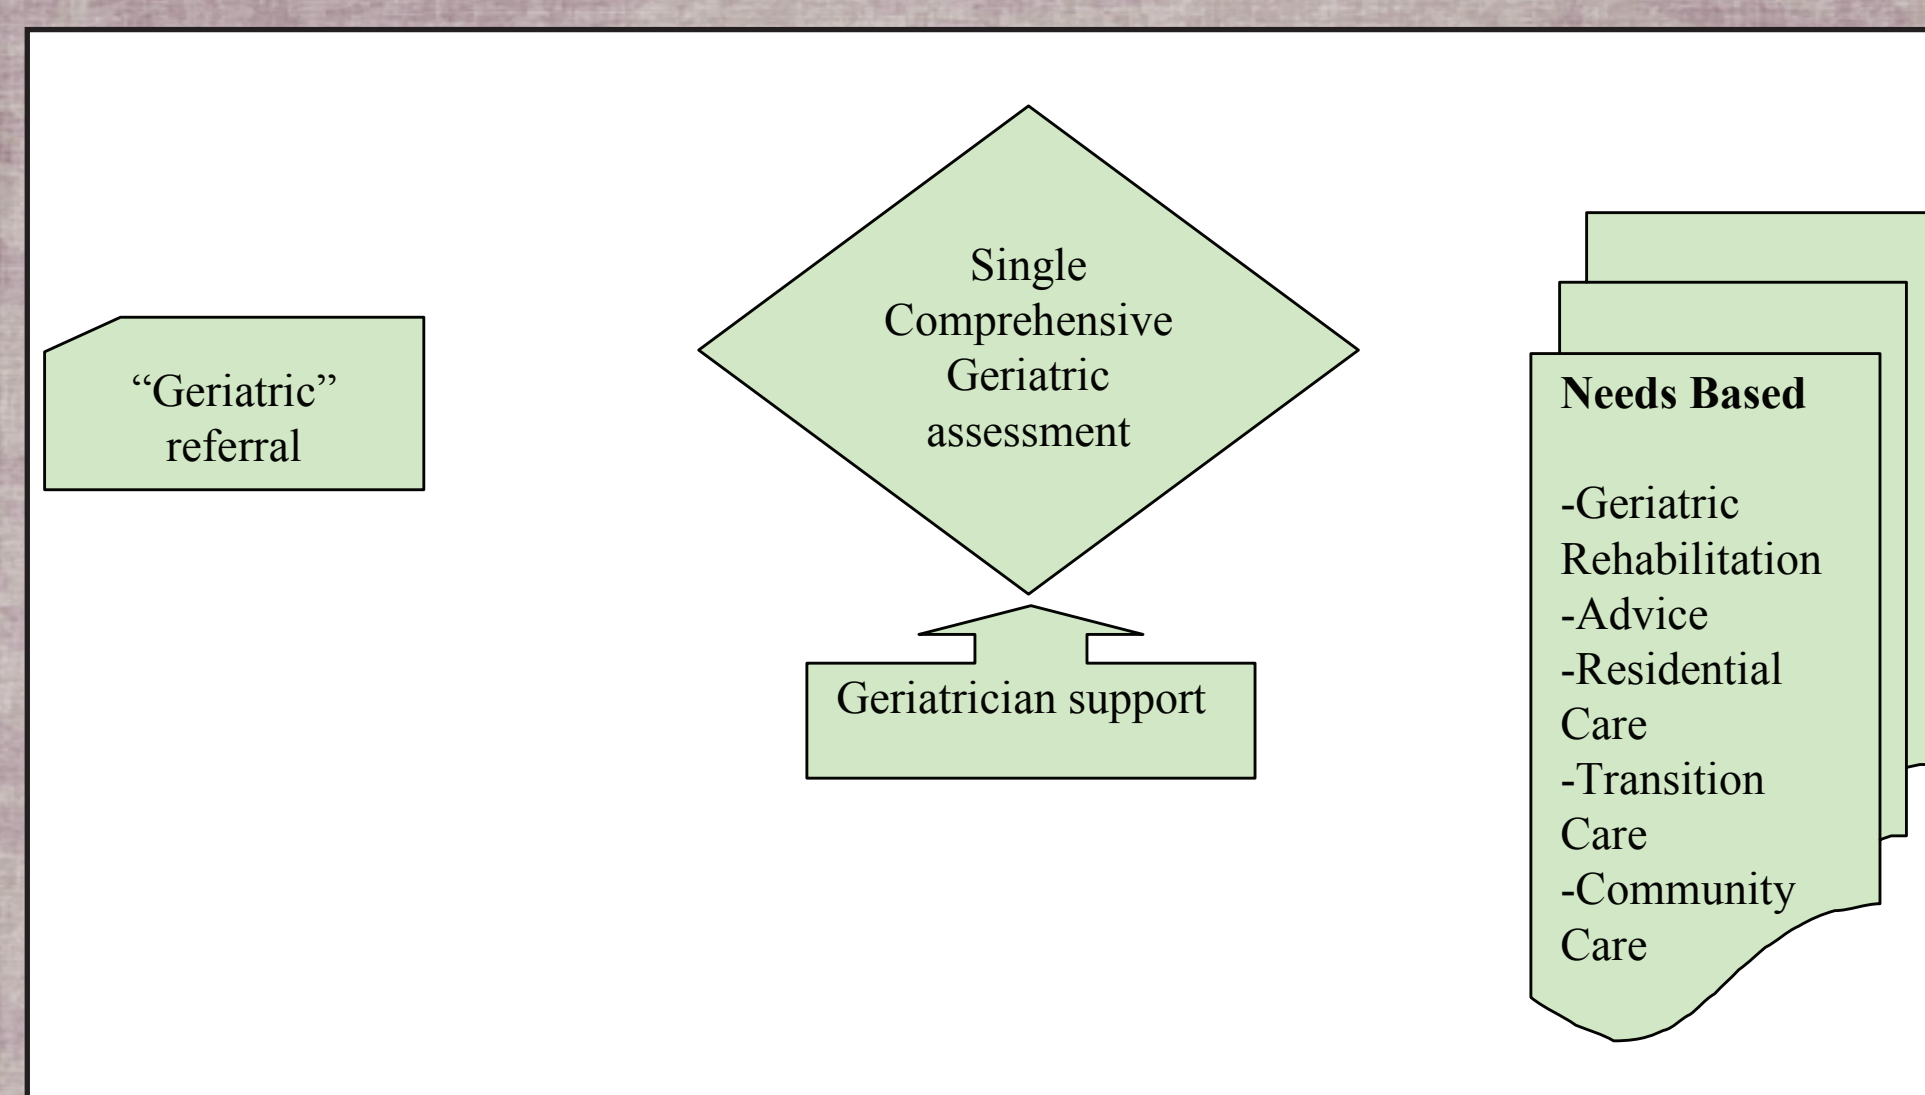 “Geriatric”
referral
Single
Comprehensive
Geriatric
assessment
Geriatrician support
Needs Based
-Geriatric
Rehabilitation
-Advice
-Residential
Care
-Transition
Care
-Community
Care